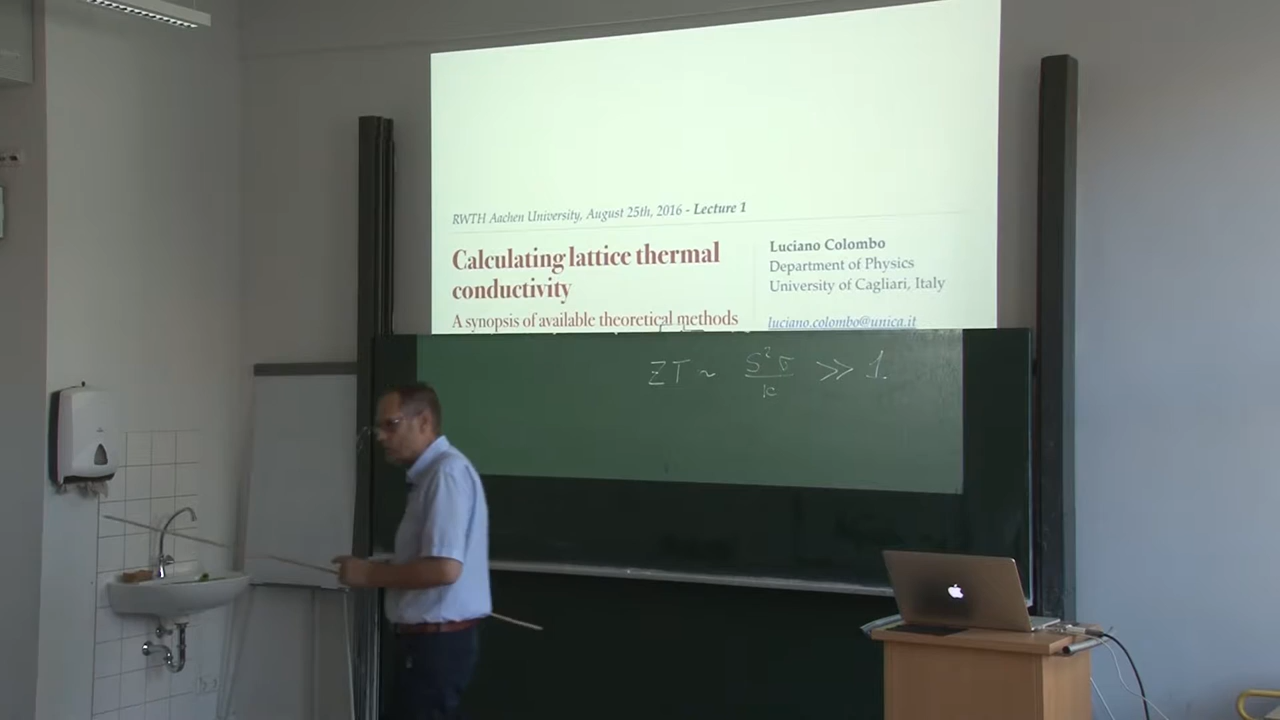 RWTH Aachen University, August 25th, 2016 - Lecture 1
Calculating lattice thermal
conductivity
A synopsis of available theoretical methods
Luciano Colombo
Department of Physics
University of Cagliari, Italy
luciano.colombo@unica.it
ZT ~ S²σ/κ >> 1.